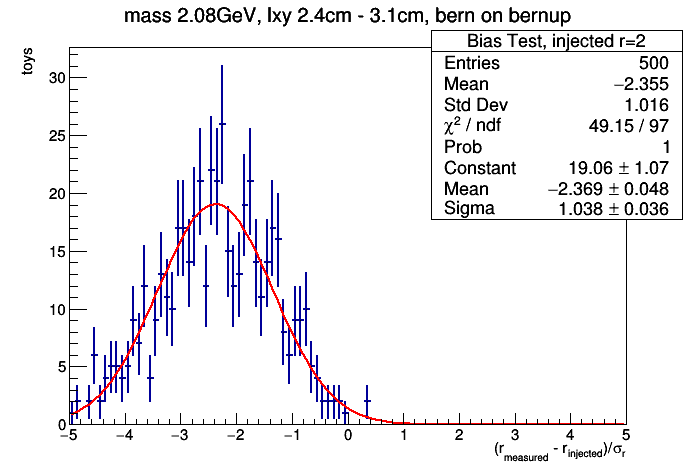 mass 2.08GeV, lxy 2.4cm - 3.1cm, bern on bernup
toys
Bias Test, injected r=2
Entries 500
Mean −2.355
Std Dev 1.016
χ² / ndf 49.15 / 97
Prob 1
Constant 19.06 ± 1.07
Mean −2.369 ± 0.048
Sigma 1.038 ± 0.036
30
25
20
15
10
5
0
−5 −4 −3 −2 −1 0 1 2 3 4 5
(r_measured - r_injected)/σ_r